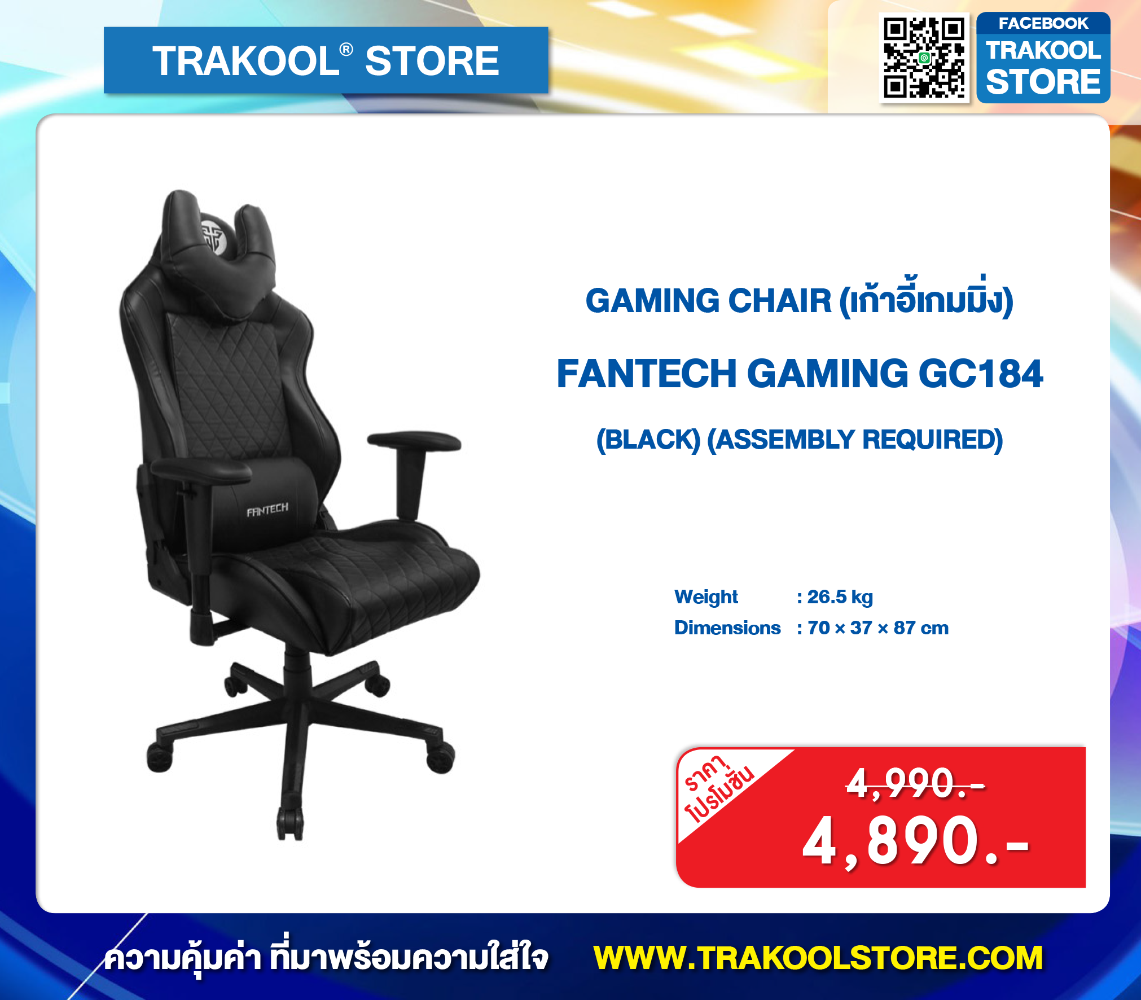 TRAKOOL® STORE
FACEBOOK
TRAKOOL
STORE
GAMING CHAIR (เก้าอี้เกมมิ่ง)
FANTECH GAMING GC184
(BLACK) (ASSEMBLY REQUIRED)
FANTECH
Weight : 26.5 kg
Dimensions : 70 × 37 × 87 cm
ราคา
โปรโมชั่น
4,990.-
4,890.-
ความคุ้มค่า ที่มาพร้อมความใส่ใจ WWW.TRAKOOLSTORE.COM